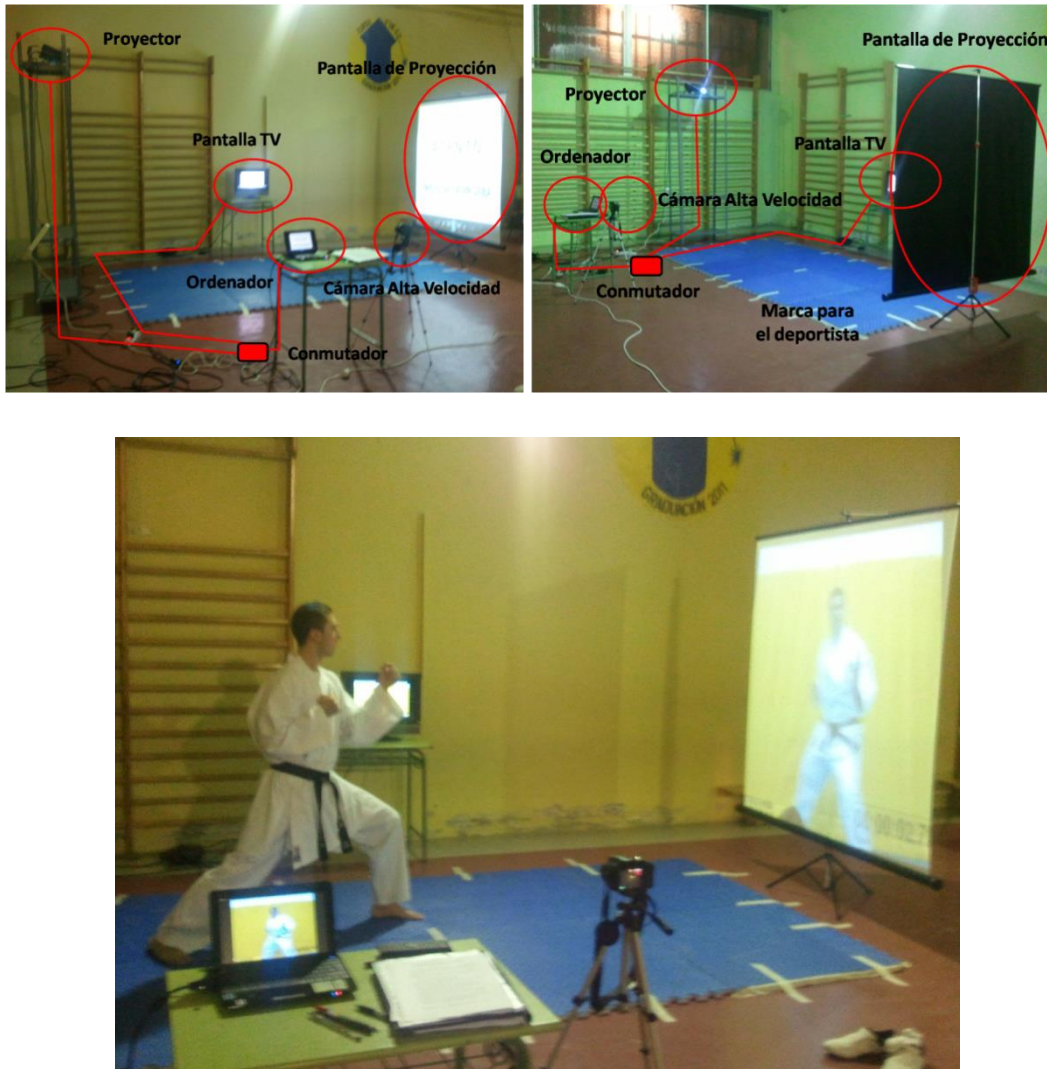 Proyector
Pantalla de Proyección
Pantalla TV
Ordenador
Cámara Alta Velocidad
Conmutador
Pantalla de Proyección
Proyector
Pantalla TV
Ordenador
Cámara Alta Velocidad
Conmutador
Marca para
el deportista
GRADUACIÓN 2011